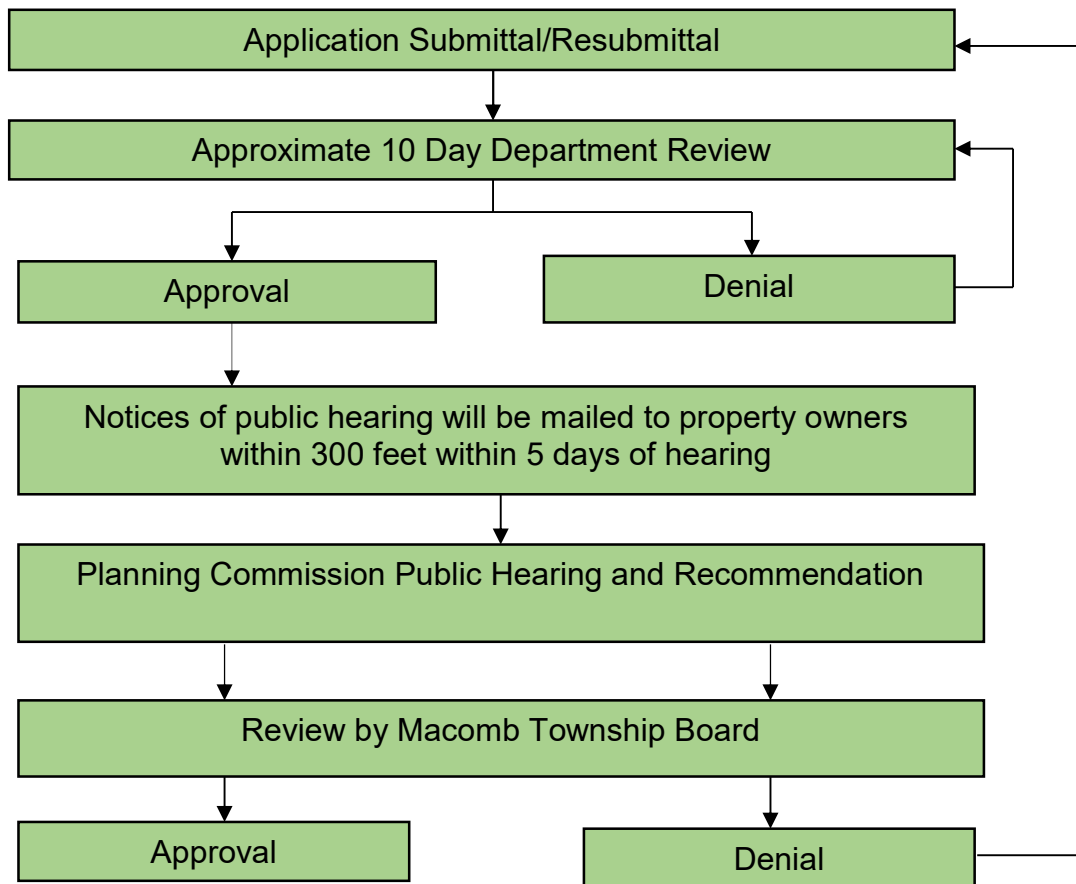 Application Submittal/Resubmittal
Approximate 10 Day Department Review
Approval
Denial
Notices of public hearing will be mailed to property owners
within 300 feet within 5 days of hearing
Planning Commission Public Hearing and Recommendation
Review by Macomb Township Board
Approval
Denial